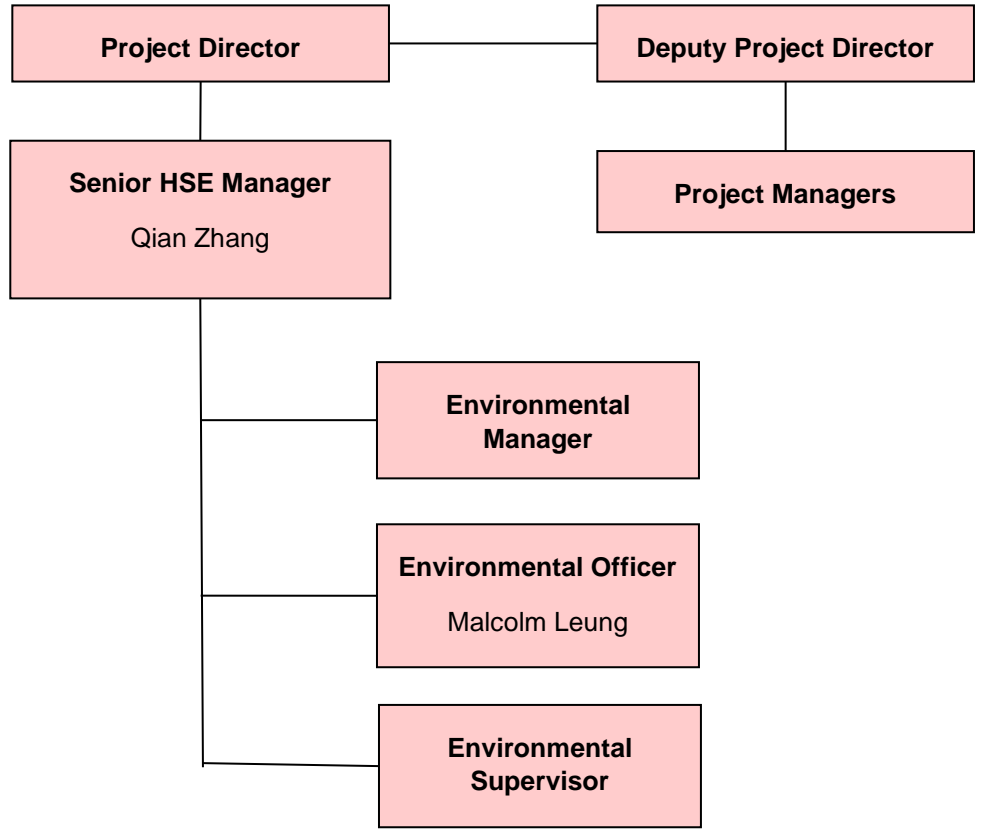 Project Director
Deputy Project Director
Senior HSE Manager
Qian Zhang
Project Managers
Environmental
Manager
Environmental Officer
Malcolm Leung
Environmental
Supervisor